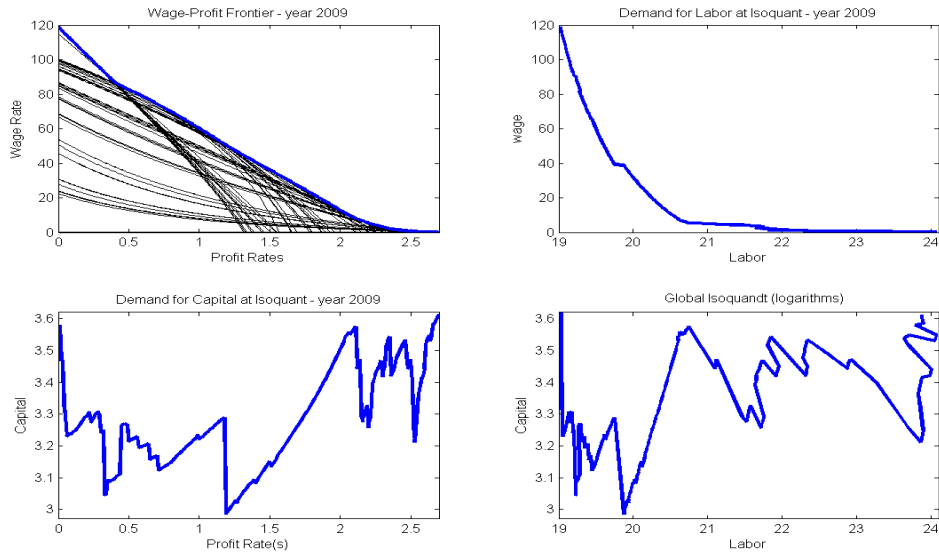 Wage-Profit Frontier - year 2009
120
100
80
60
40
20
0
Wage Rate
0 0.5 1 1.5 2 2.5
Profit Rates
Demand for Labor at Isoquant - year 2009
120
100
80
60
40
20
0
wage
19 20 21 22 23 24
Labor
Demand for Capital at Isoquant - year 2009
3.6
3.5
3.4
3.3
3.2
3.1
3
Capital
0 0.5 1 1.5 2 2.5
Profit Rate(s)
Global Isoquandt (logarithms)
3.6
3.5
3.4
3.3
3.2
3.1
3
Capital
19 20 21 22 23 24
Labor